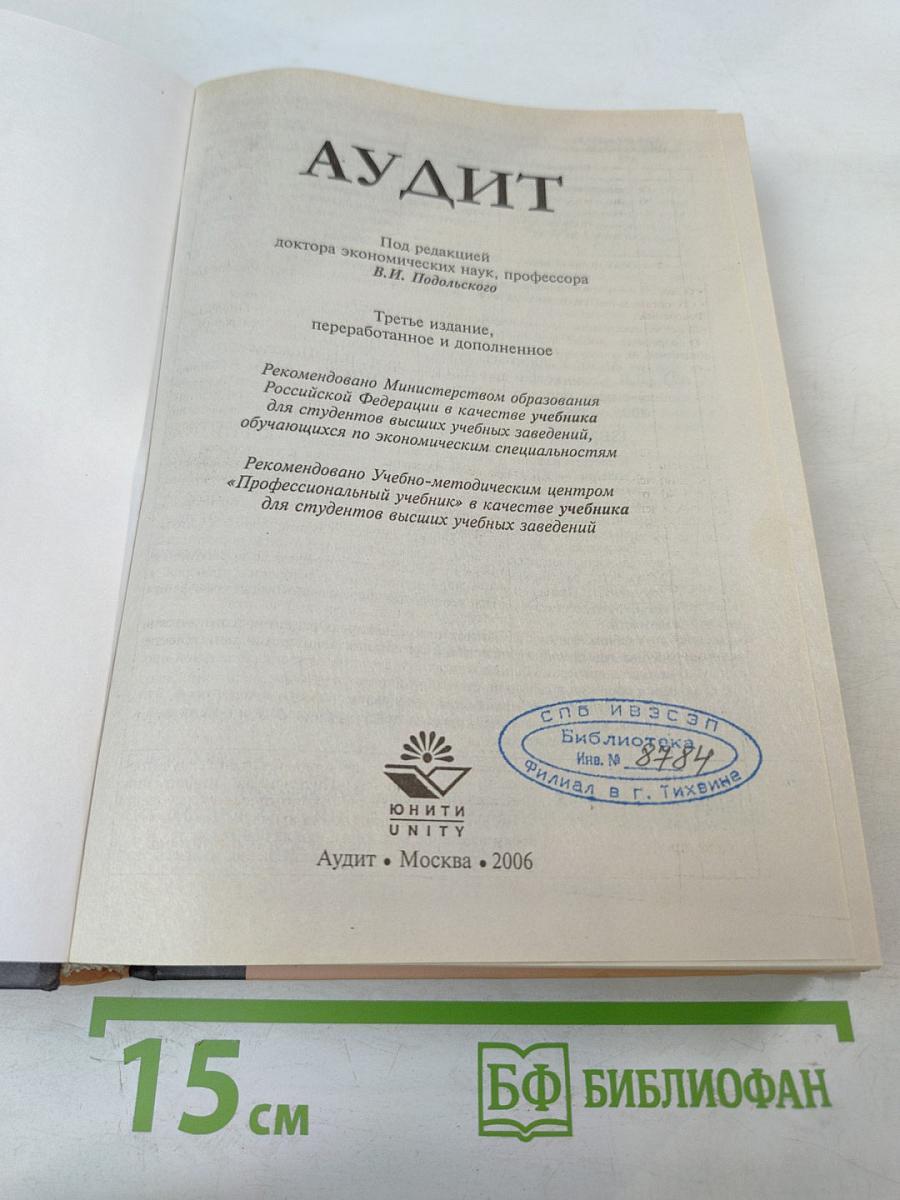 АУДИТ
Под редакцией
доктора экономических наук, профессора
В.И. Подольского
Третье издание,
переработанное и дополненное
Рекомендовано Министерством образования
Российской Федерации в качестве учебника
для студентов высших учебных заведений,
обучающихся по экономическим специальностям
Рекомендовано Учебно-методическим центром
«Профессиональный учебник» в качестве учебника
для студентов высших учебных заведений
СПБ ИВЭСЭП
Библиотека
Инв. № 8784
Филиал в г. Тихвине
ЮНИТИ
UNITY
Аудит • Москва • 2006
15 см
БФ БИБЛИОФАН